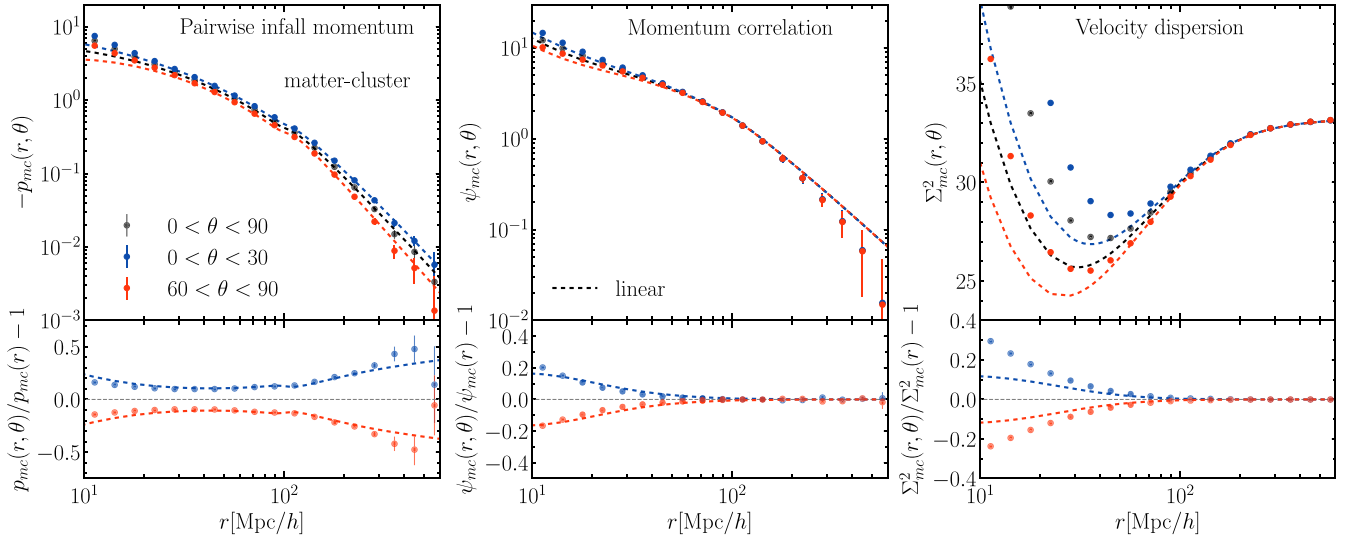 Pairwise infall momentum
matter-cluster
−p_mc(r, θ)
10^1
10^0
10^−1
10^−2
10^−3
0 < θ < 90
0 < θ < 30
60 < θ < 90
p_mc(r, θ)/p_mc(r) − 1
0.5
0.0
−0.5
10^1
10^2
r[Mpc/h]
Momentum correlation
ψ_mc(r, θ)
10^1
10^0
10^−1
10^−2
linear
ψ_mc(r, θ)/ψ_mc(r) − 1
0.4
0.2
0.0
−0.2
−0.4
10^1
10^2
r[Mpc/h]
Velocity dispersion
Σ²_mc(r, θ)
35
30
25
Σ²_mc(r, θ)/Σ²_mc(r) − 1
0.4
0.2
0.0
−0.2
−0.4
10^1
10^2
r[Mpc/h]